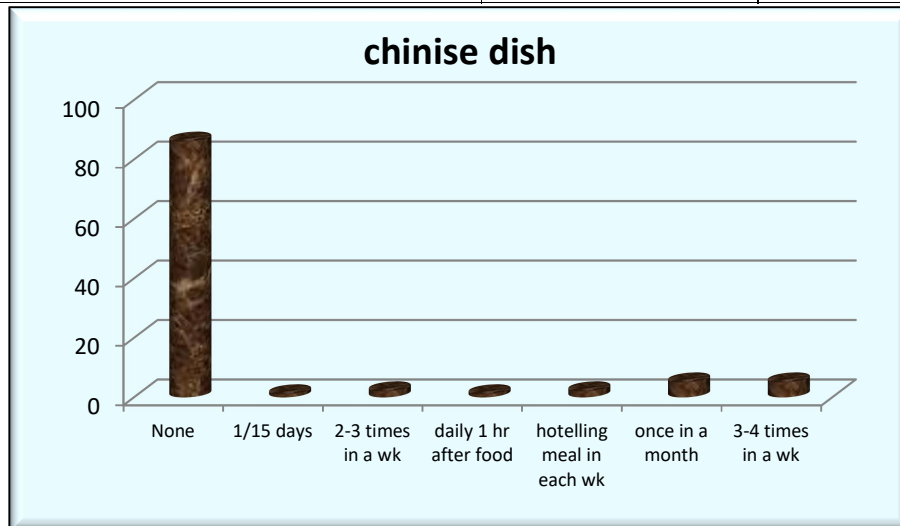 chinise dish
100
80
60
40
20
0
None
1/15 days
2-3 times
in a wk
daily 1 hr
after food
hotelling
meal in
each wk
once in a
month
3-4 times
in a wk